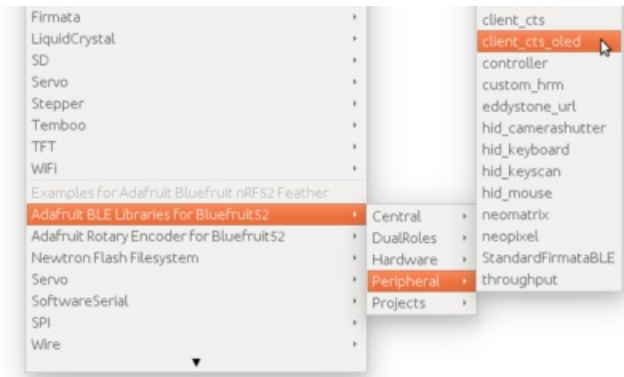 Firmata
LiquidCrystal
SD
Servo
Stepper
Temboo
TFT
WiFi
Examples for Adafruit Bluefruit nRF52 Feather
Adafruit BLE Libraries for Bluefruit52
Adafruit Rotary Encoder for Bluefruit52
Newtron Flash Filesystem
Servo
SoftwareSerial
SPI
Wire
Central
DualRoles
Hardware
Peripheral
Projects
client_cts
client_cts_oled
controller
custom_hrm
eddystone_url
hid_camerashutter
hid_keyboard
hid_keyscan
hid_mouse
neomatrix
neopixel
StandardFirmataBLE
throughput